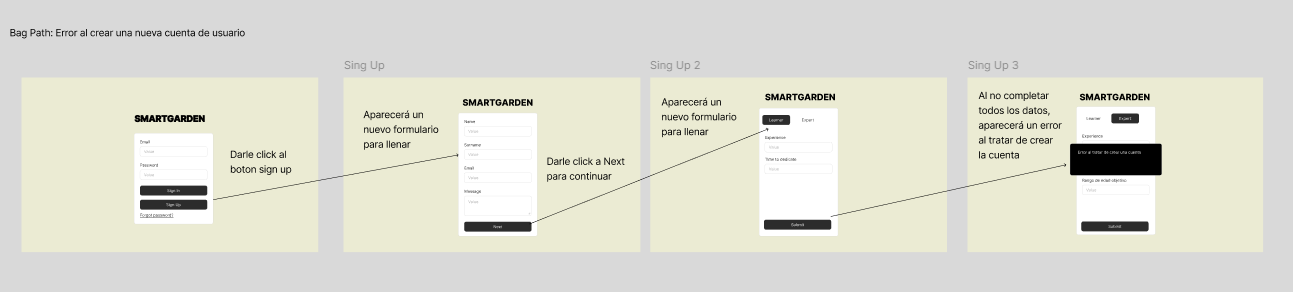 Bag Path: Error al crear una nueva cuenta de usuario
SMARTGARDEN
Email
Value
Password
Value
Sign In
Sign Up
Forgot password?
Darle click al
boton sign up
Sing Up
Aparecerá un
nuevo formulario
para llenar
SMARTGARDEN
Name
Value
Surname
Value
Email
Value
Message
Value
Next
Darle click a Next
para continuar
Sing Up 2
Aparecerá un
nuevo formulario
para llenar
SMARTGARDEN
Learner
Expert
Experience
Value
Value
Submit
Sing Up 3
Al no completar
todos los datos,
aparecerá un error
al tratar de crear
la cuenta
SMARTGARDEN
Learner
Expert
Experience
Error al tratar de crear una cuenta
Rango de edad objetivo
Value
Submit